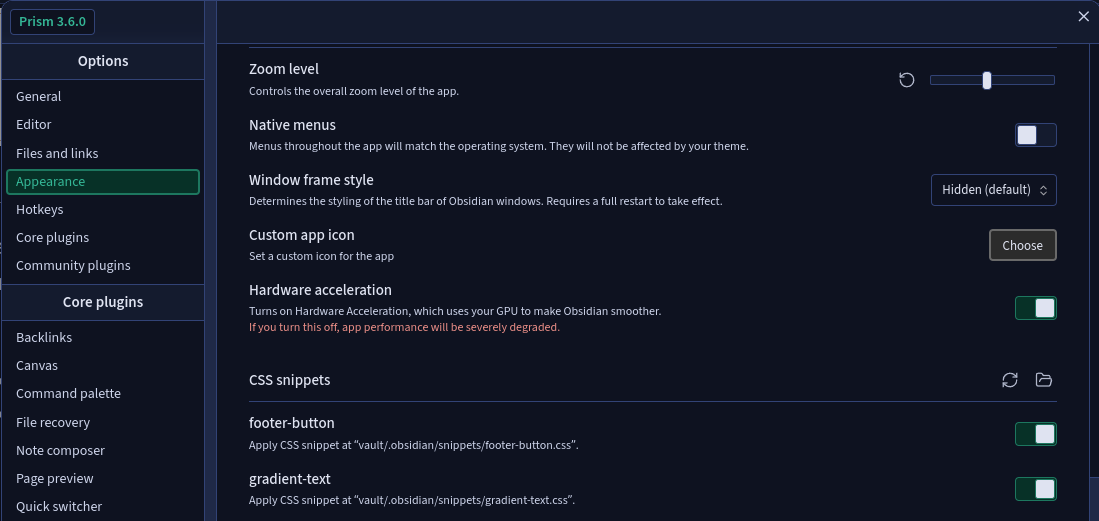 Prism 3.6.0
Options
General
Editor
Files and links
Appearance
Hotkeys
Core plugins
Community plugins
Core plugins
Backlinks
Canvas
Command palette
File recovery
Note composer
Page preview
Quick switcher
Zoom level
Controls the overall zoom level of the app.
Native menus
Menus throughout the app will match the operating system. They will not be affected by your theme.
Window frame style
Determines the styling of the title bar of Obsidian windows. Requires a full restart to take effect.
Hidden (default)
Custom app icon
Set a custom icon for the app
Choose
Hardware acceleration
Turns on Hardware Acceleration, which uses your GPU to make Obsidian smoother.
If you turn this off, app performance will be severely degraded.
CSS snippets
footer-button
Apply CSS snippet at “vault/.obsidian/snippets/footer-button.css”.
gradient-text
Apply CSS snippet at “vault/.obsidian/snippets/gradient-text.css”.